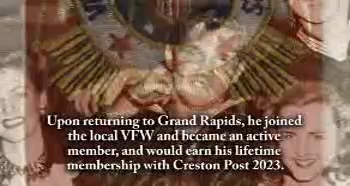 Upon returning to Grand Rapids, he joined
the local VFW and became an active
member, and would earn his lifetime
membership with Creston Post 2023.